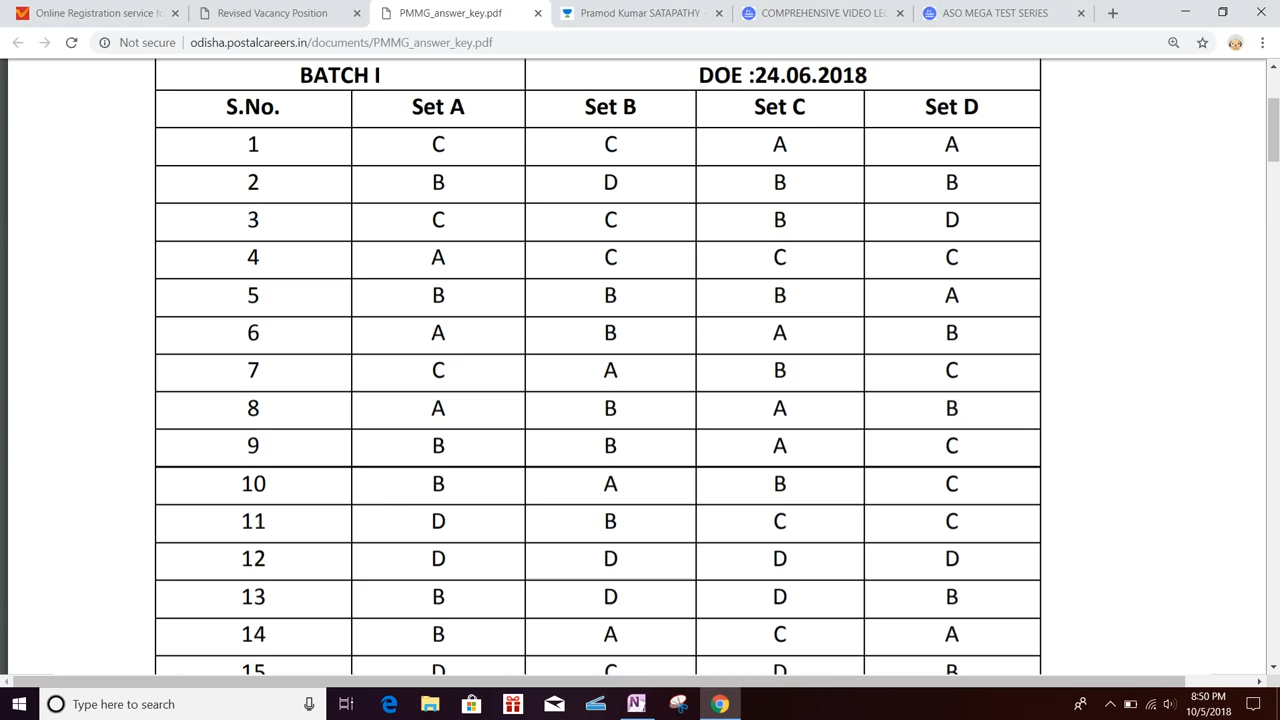 Online Registration service fo
Revised Vacancy Position
PMMG_answer_key.pdf
Pramod Kumar SATAPATHY
COMPREHENSIVE VIDEO LEC
ASO MEGA TEST SERIES
Not secure odisha.postalcareers.in/documents/PMMG_answer_key.pdf
BATCH I DOE :24.06.2018
S.No. Set A Set B Set C Set D
1 C C A A
2 B D B B
3 C C B D
4 A C C C
5 B B B A
6 A B A B
7 C A B C
8 A B A B
9 B B A C
10 B A B C
11 D B C C
12 D D D D
13 B D D B
14 B A C A
15 D C D B
Type here to search
8:50 PM
10/5/2018